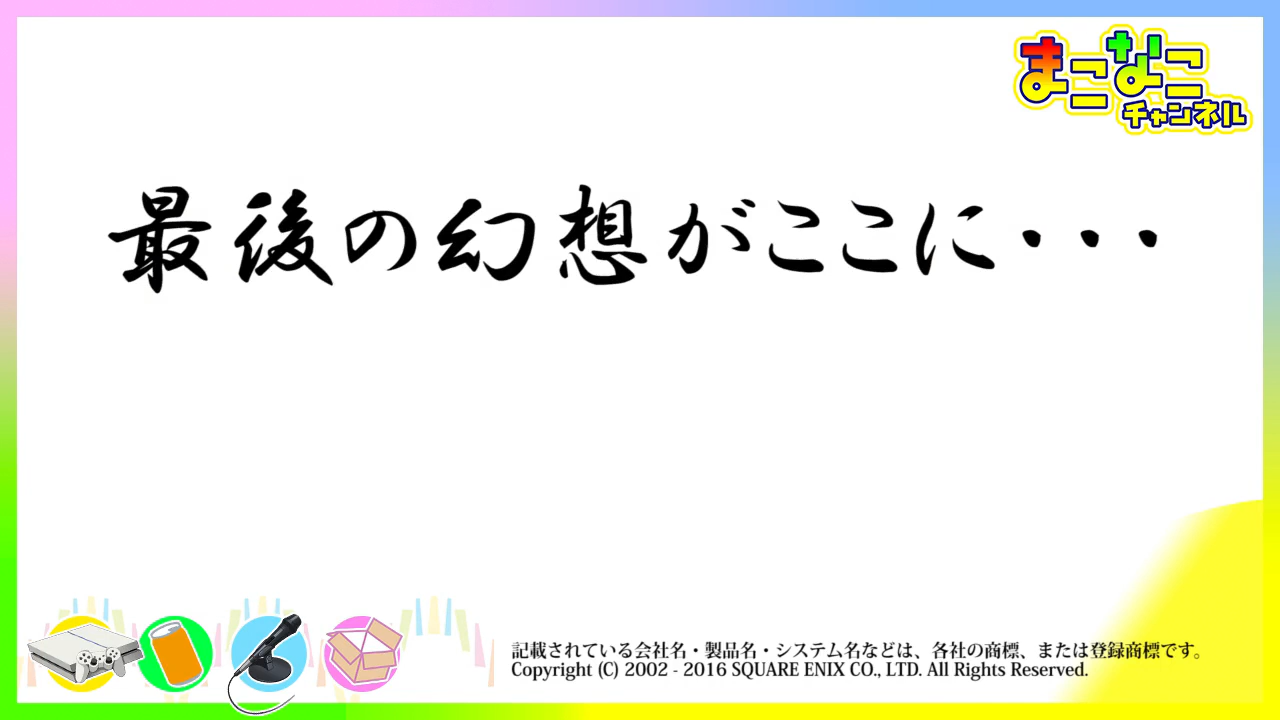 まこなこ
チャンネル
最後の幻想がここに・・・
記載されている会社名・製品名・システム名などは、各社の商標、または登録商標です。
Copyright (C) 2002 - 2016 SQUARE ENIX CO., LTD. All Rights Reserved.